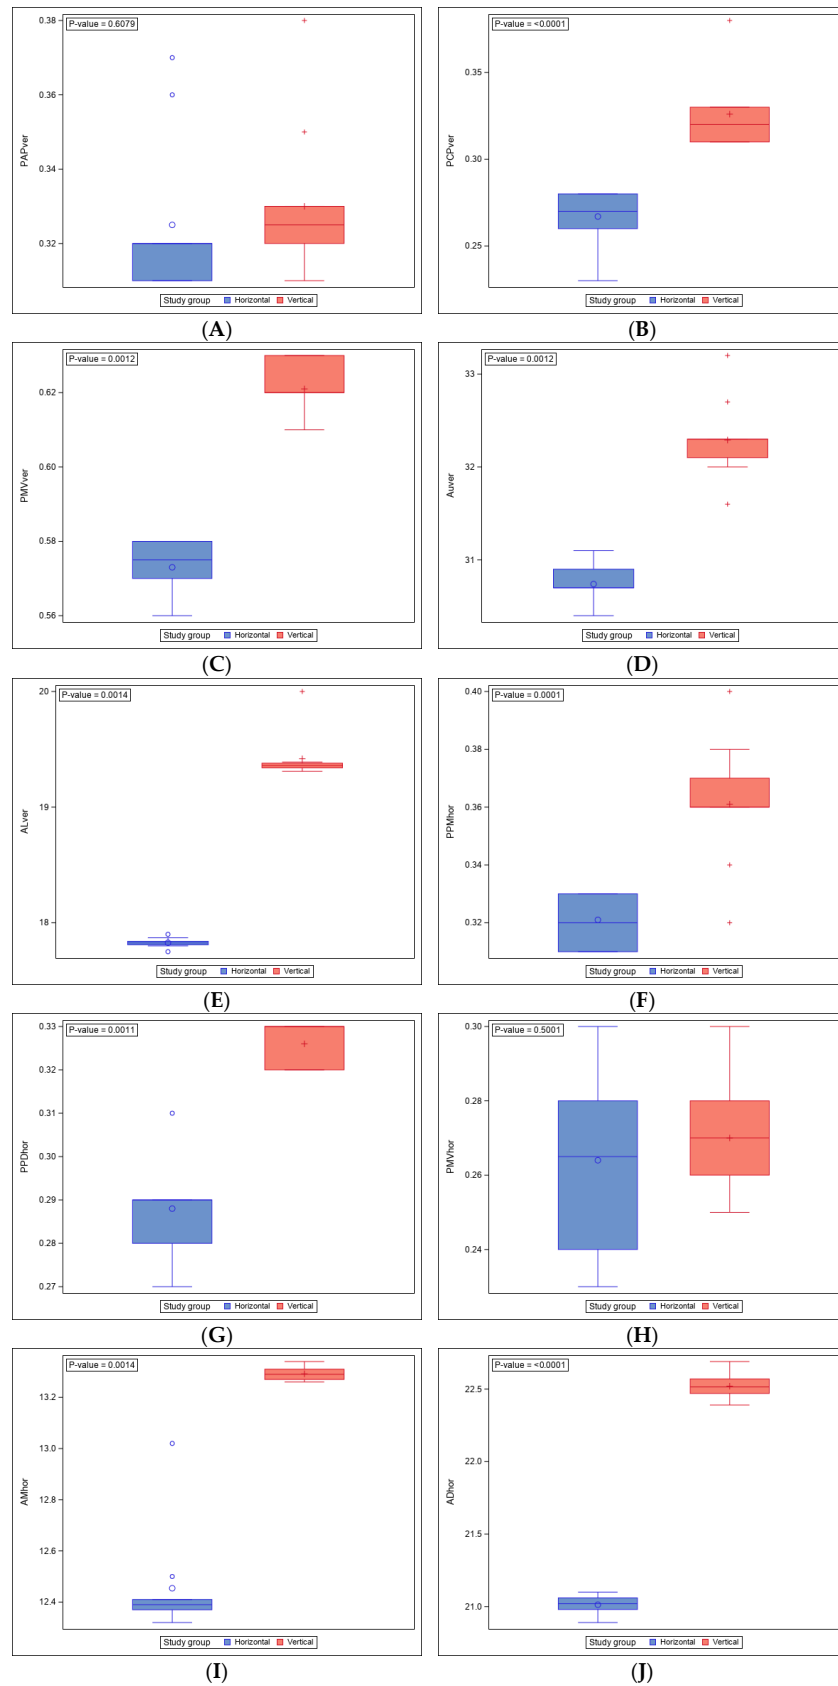 P-value = 0.6079
PAPver
0.38
0.36
0.34
0.32
Study group Horizontal Vertical
(A)
P-value = <0.0001
PCPver
0.35
0.30
0.25
Study group Horizontal Vertical
(B)
P-value = 0.0012
PMVver
0.62
0.60
0.58
0.56
Study group Horizontal Vertical
(C)
P-value = 0.0012
Auver
33
32
31
Study group Horizontal Vertical
(D)
P-value = 0.0014
ALver
20
19
18
Study group Horizontal Vertical
(E)
P-value = 0.0001
PPMhor
0.40
0.38
0.36
0.34
0.32
Study group Horizontal Vertical
(F)
P-value = 0.0011
PPDhor
0.33
0.32
0.31
0.30
0.29
0.28
0.27
Study group Horizontal Vertical
(G)
P-value = 0.5001
PMVhor
0.30
0.28
0.26
0.24
Study group Horizontal Vertical
(H)
P-value = 0.0014
AMhor
13.2
13.0
12.8
12.6
12.4
Study group Horizontal Vertical
(I)
P-value = <0.0001
ADhor
22.5
22.0
21.5
21.0
Study group Horizontal Vertical
(J)